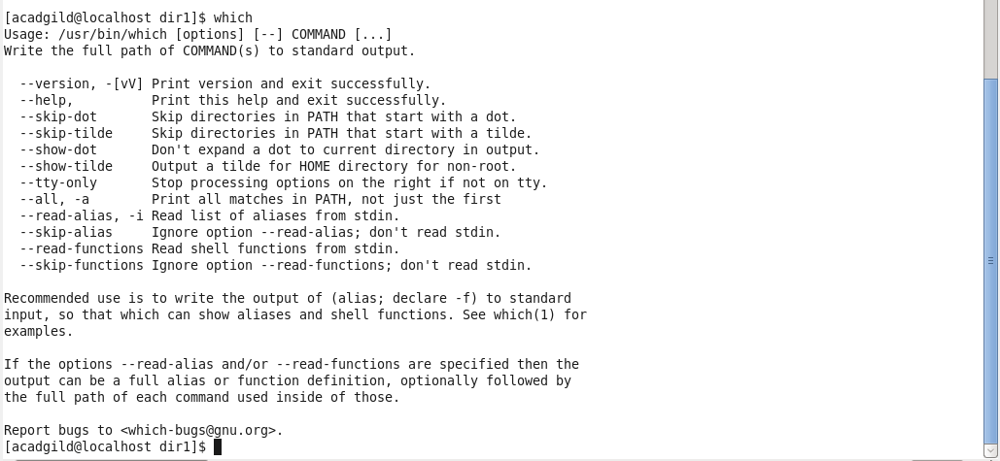 [acadgild@localhost dir1]$ which
Usage: /usr/bin/which [options] [--] COMMAND [...]
Write the full path of COMMAND(s) to standard output.

  --version, -[vV] Print version and exit successfully.
  --help,          Print this help and exit successfully.
  --skip-dot       Skip directories in PATH that start with a dot.
  --skip-tilde     Skip directories in PATH that start with a tilde.
  --show-dot       Don't expand a dot to current directory in output.
  --show-tilde     Output a tilde for HOME directory for non-root.
  --tty-only       Stop processing options on the right if not on tty.
  --all, -a        Print all matches in PATH, not just the first
  --read-alias, -i Read list of aliases from stdin.
  --skip-alias     Ignore option --read-alias; don't read stdin.
  --read-functions Read shell functions from stdin.
  --skip-functions Ignore option --read-functions; don't read stdin.

Recommended use is to write the output of (alias; declare -f) to standard
input, so that which can show aliases and shell functions. See which(1) for
examples.

If the options --read-alias and/or --read-functions are specified then the
output can be a full alias or function definition, optionally followed by
the full path of each command used inside of those.

Report bugs to <which-bugs@gnu.org>.
[acadgild@localhost dir1]$